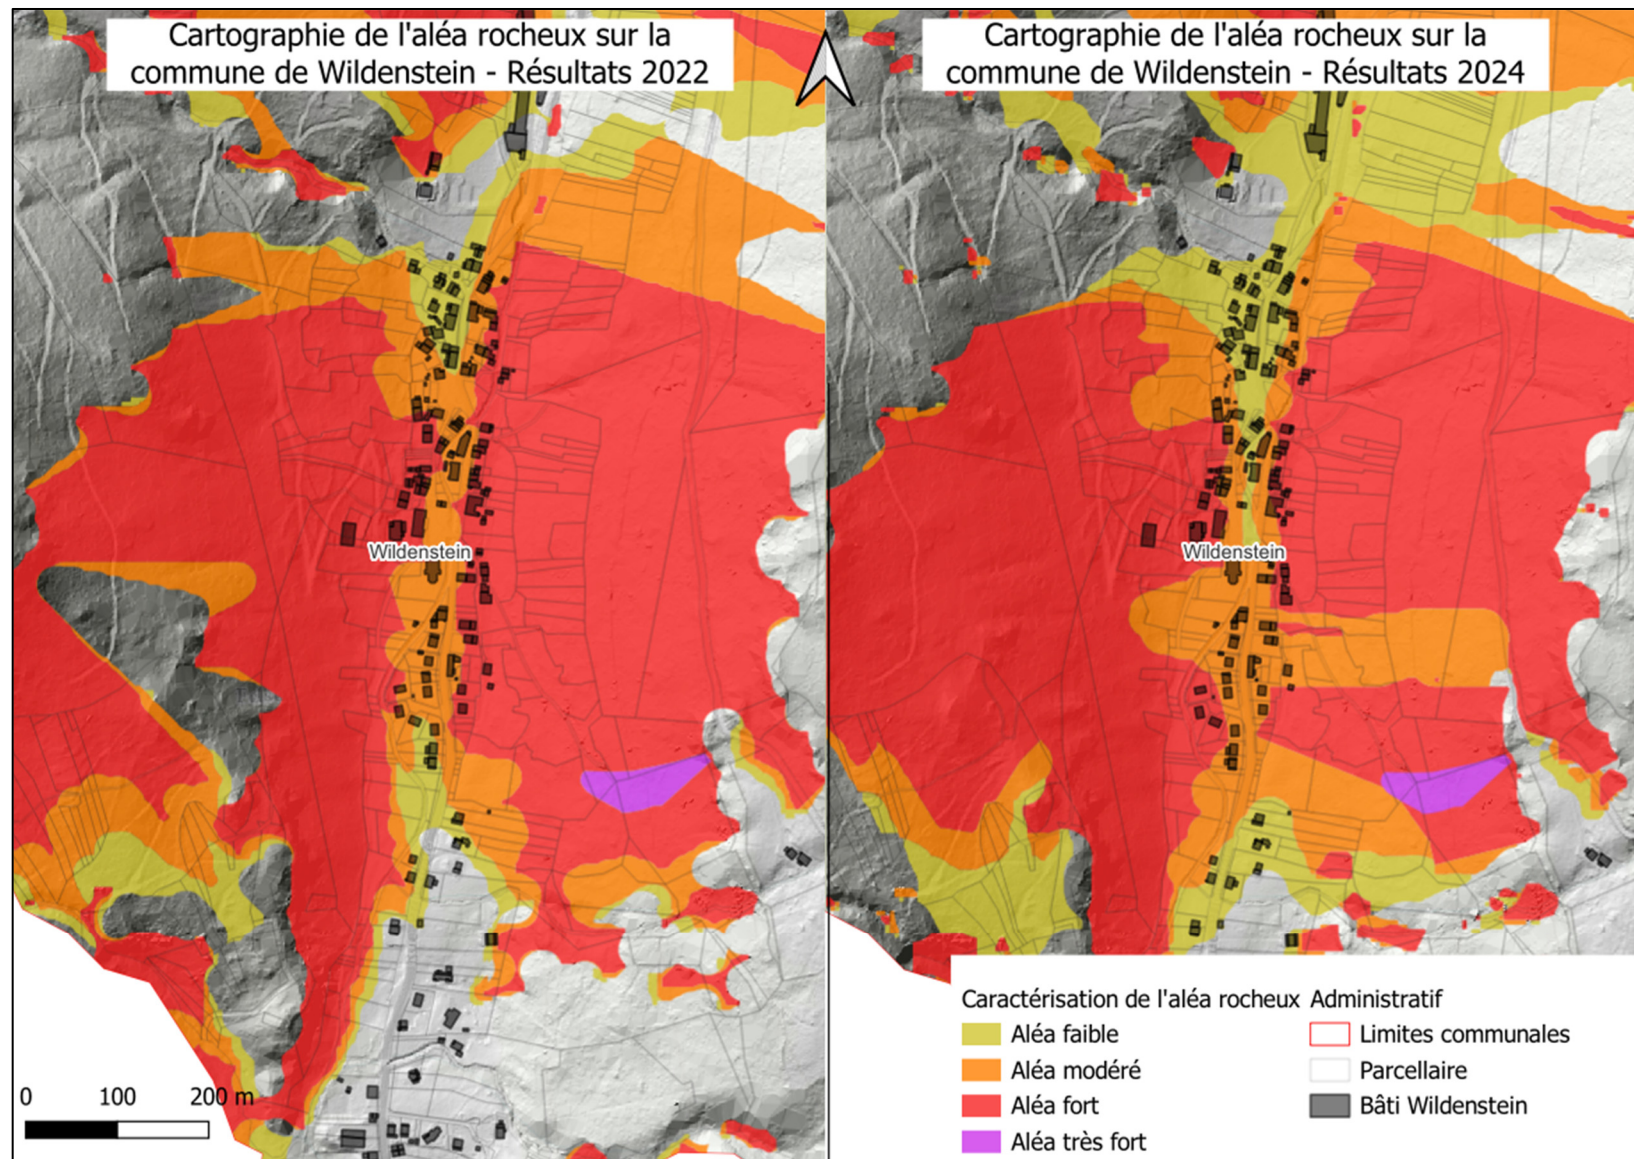 Cartographie de l'aléa rocheux sur la
commune de Wildenstein - Résultats 2022
Cartographie de l'aléa rocheux sur la
commune de Wildenstein - Résultats 2024
Wildenstein
Wildenstein
0 100 200 m
Caractérisation de l'aléa rocheux
Aléa faible
Aléa modéré
Aléa fort
Aléa très fort
Administratif
Limites communales
Parcellaire
Bâti Wildenstein